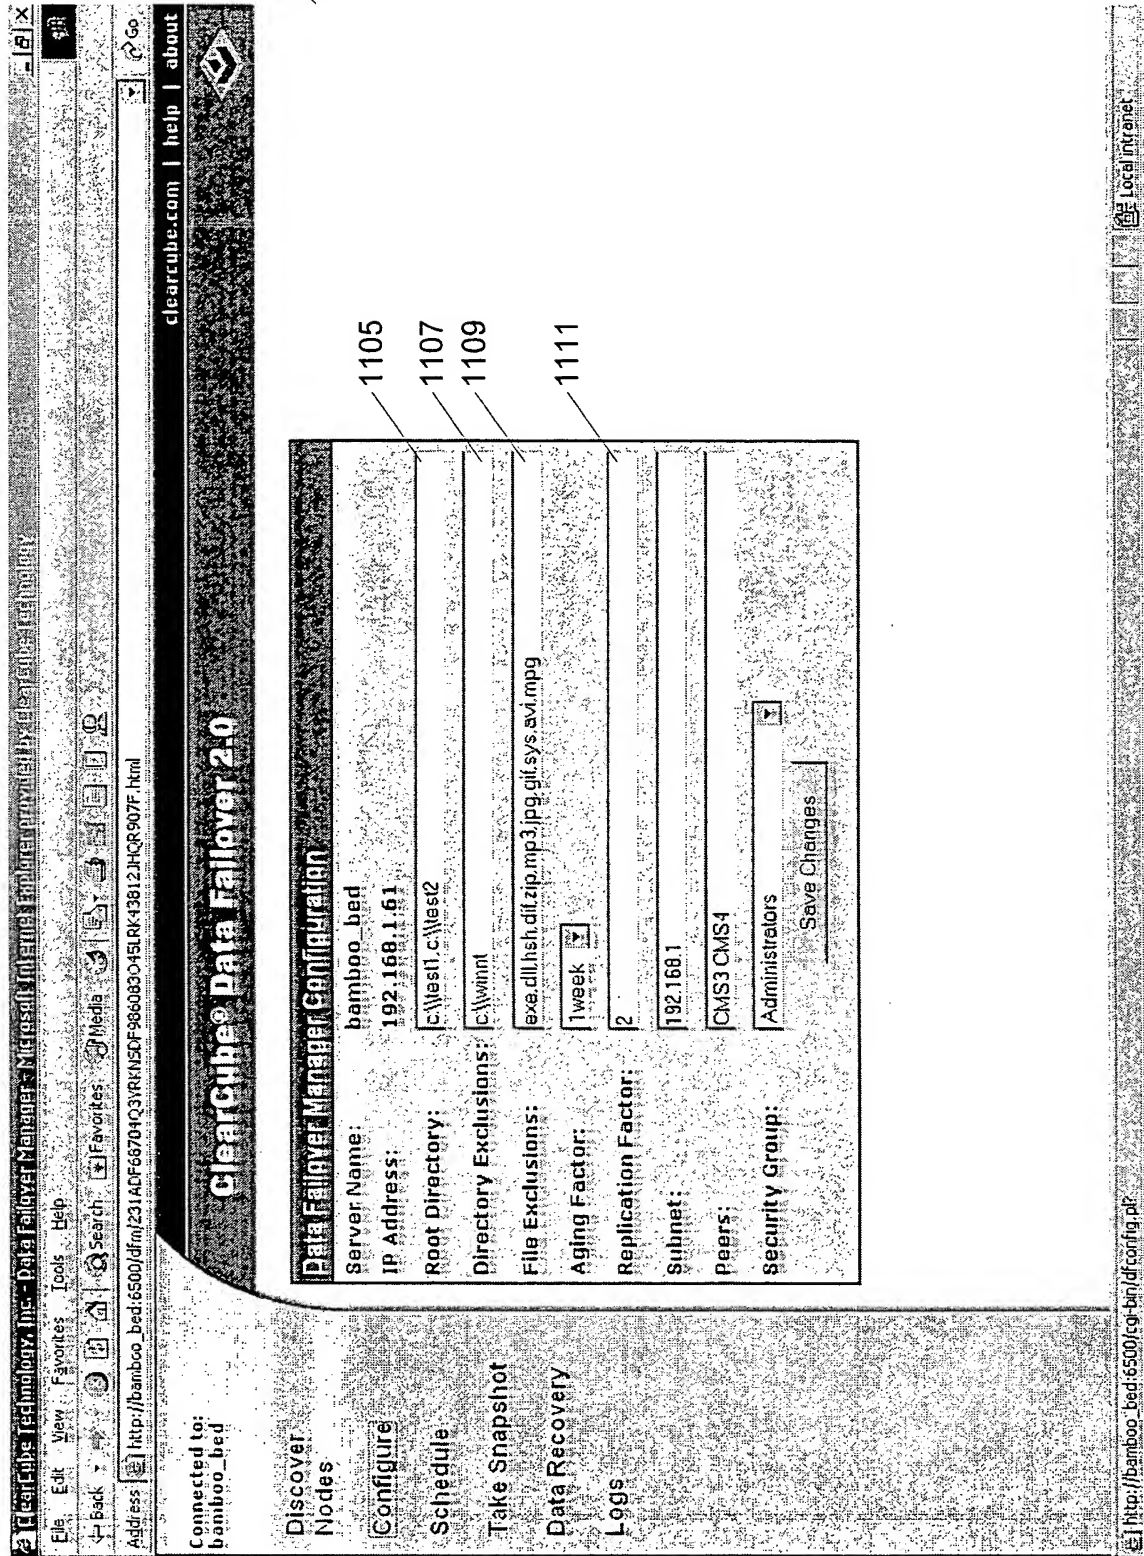 ClearCube Technology, Inc - Data Failover Manager - Microsoft Internet Explorer provided by ClearCube Technology
File Edit View Favorites Tools Help
Back Search Favorites Media
Address http://bamboo_bed:6500/dfm/231ADF66704Q3VRKNSDF986083O45LRK43812JHQR907F.html Go
clearcube.com | help | about
Connected to:
bamboo_bed
ClearCube® Data Failover 2.0
Discover
Nodes
Configure
Schedule
Take Snapshot
Data Recovery
Logs
Data Failover Manager Configuration
Server Name: bamboo_bed
IP Address: 192.168.1.61
Root Directory: c:\\test1,c:\\test2 1105
Directory Exclusions: c:\\winnt 1107
File Exclusions: exe,dll,hsh,dif,zip,mp3,jpg,gif,sys,avi,mpg 1109
Aging Factor: 1week
Replication Factor: 2 1111
Subnet: 192.168.1
Peers: CMS3 CMS4
Security Group: Administrators
Save Changes
http://bamboo_bed:6500/cgi-bin/dfconfig.pl? Local intranet